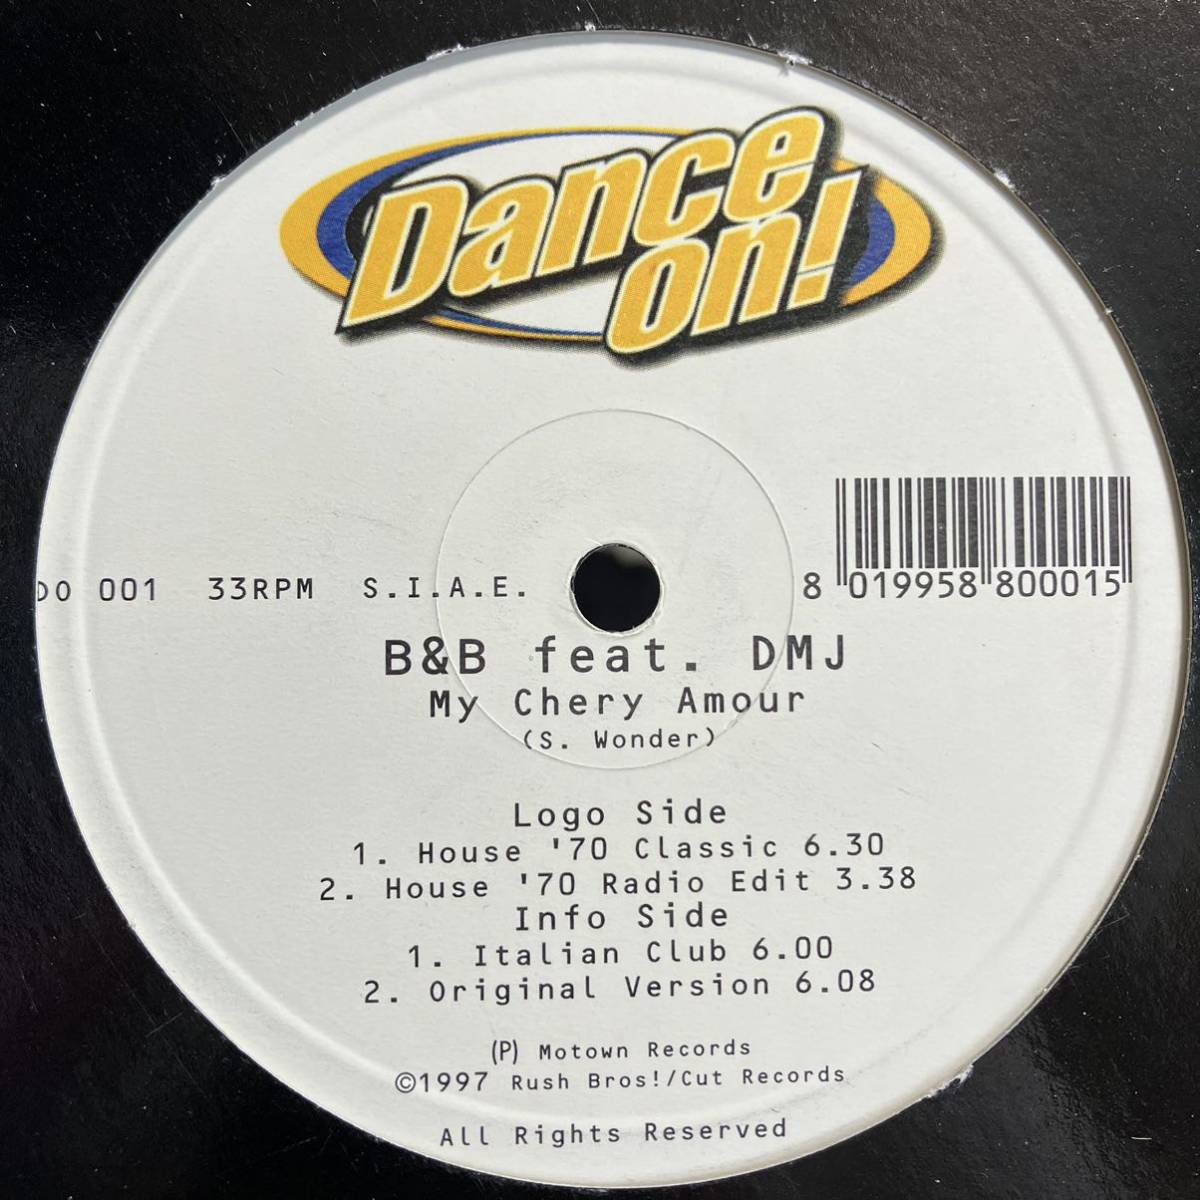 Dance
on!
DO 001 33RPM S.I.A.E.
8 019958 800015
B&B feat. DMJ
My Chery Amour
(S. Wonder)
Logo Side
1. House '70 Classic 6.30
2. House '70 Radio Edit 3.38
Info Side
1. Italian Club 6.00
2. Original Version 6.08
(P) Motown Records
©1997 Rush Bros!/Cut Records
All Rights Reserved